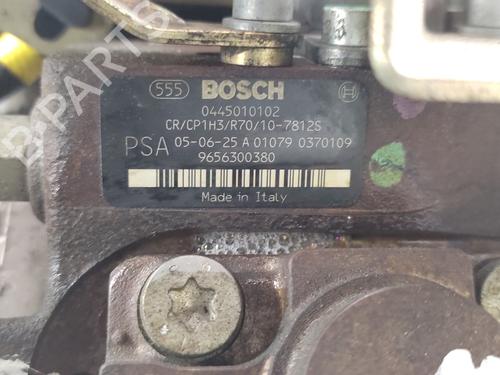 555 BOSCH
0445010102
CR/CP1H3/R70/10-7812S
PSA 05-06-25 A 01079 0370109
9656300380
Made in Italy